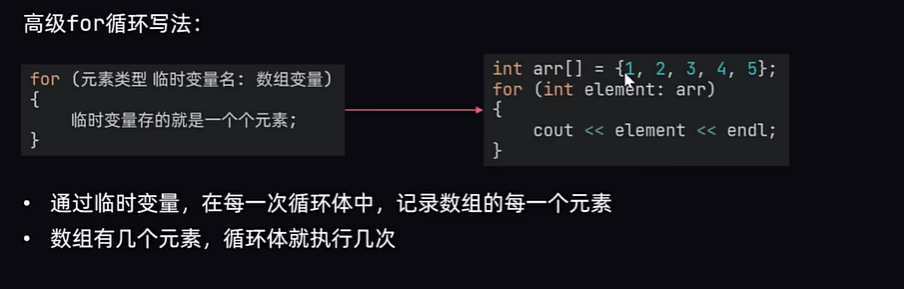 高级for循环写法：
for (元素类型 临时变量名: 数组变量)
{
    临时变量存的就是一个个元素;
}
int arr[] = {1, 2, 3, 4, 5};
for (int element: arr)
{
    cout << element << endl;
}
• 通过临时变量，在每一次循环体中，记录数组的每一个元素
• 数组有几个元素，循环体就执行几次